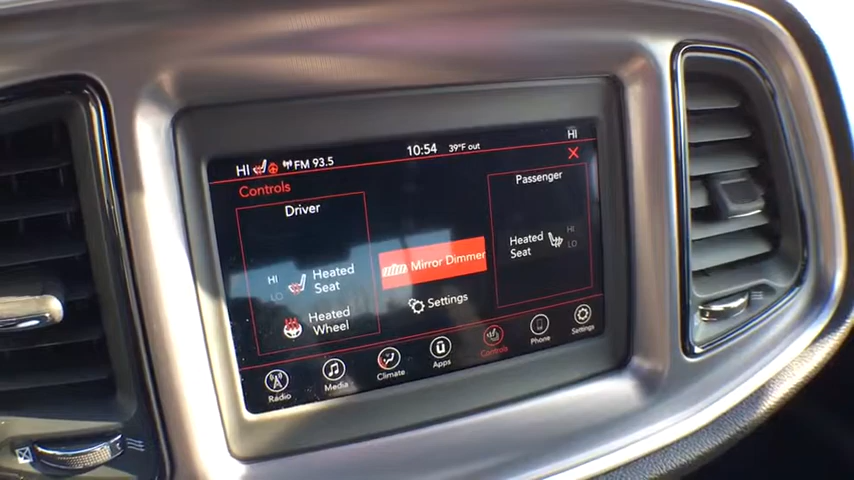 HI FM 93.5 10:54 39°F out HI
Controls
Driver
HI
LO
Heated
Seat
Heated
Wheel
Mirror Dimmer
Settings
Passenger
Heated
Seat
HI
LO
Radio Media Climate Apps Controls Phone Settings